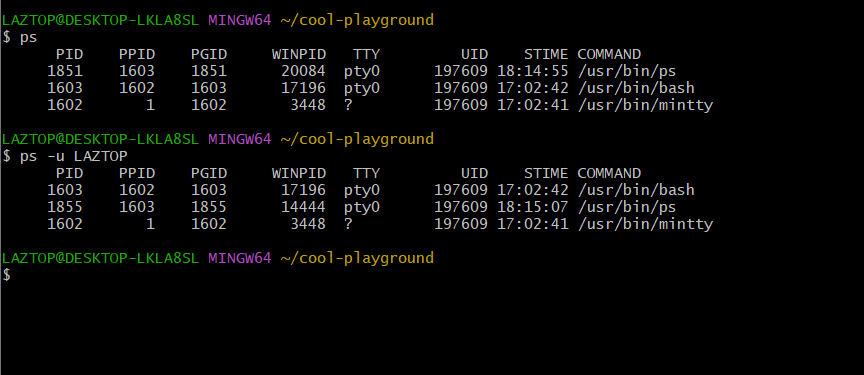 LAZTOP@DESKTOP-LKLA8SL MINGW64 ~/cool-playground
$ ps
      PID    PPID    PGID     WINPID   TTY         UID    STIME COMMAND
     1851    1603    1851      20084  pty0      197609 18:14:55 /usr/bin/ps
     1603    1602    1603      17196  pty0      197609 17:02:42 /usr/bin/bash
     1602       1    1602       3448  ?         197609 17:02:41 /usr/bin/mintty
LAZTOP@DESKTOP-LKLA8SL MINGW64 ~/cool-playground
$ ps -u LAZTOP
      PID    PPID    PGID     WINPID   TTY         UID    STIME COMMAND
     1603    1602    1603      17196  pty0      197609 17:02:42 /usr/bin/bash
     1855    1603    1855      14444  pty0      197609 18:15:07 /usr/bin/ps
     1602       1    1602       3448  ?         197609 17:02:41 /usr/bin/mintty
LAZTOP@DESKTOP-LKLA8SL MINGW64 ~/cool-playground
$